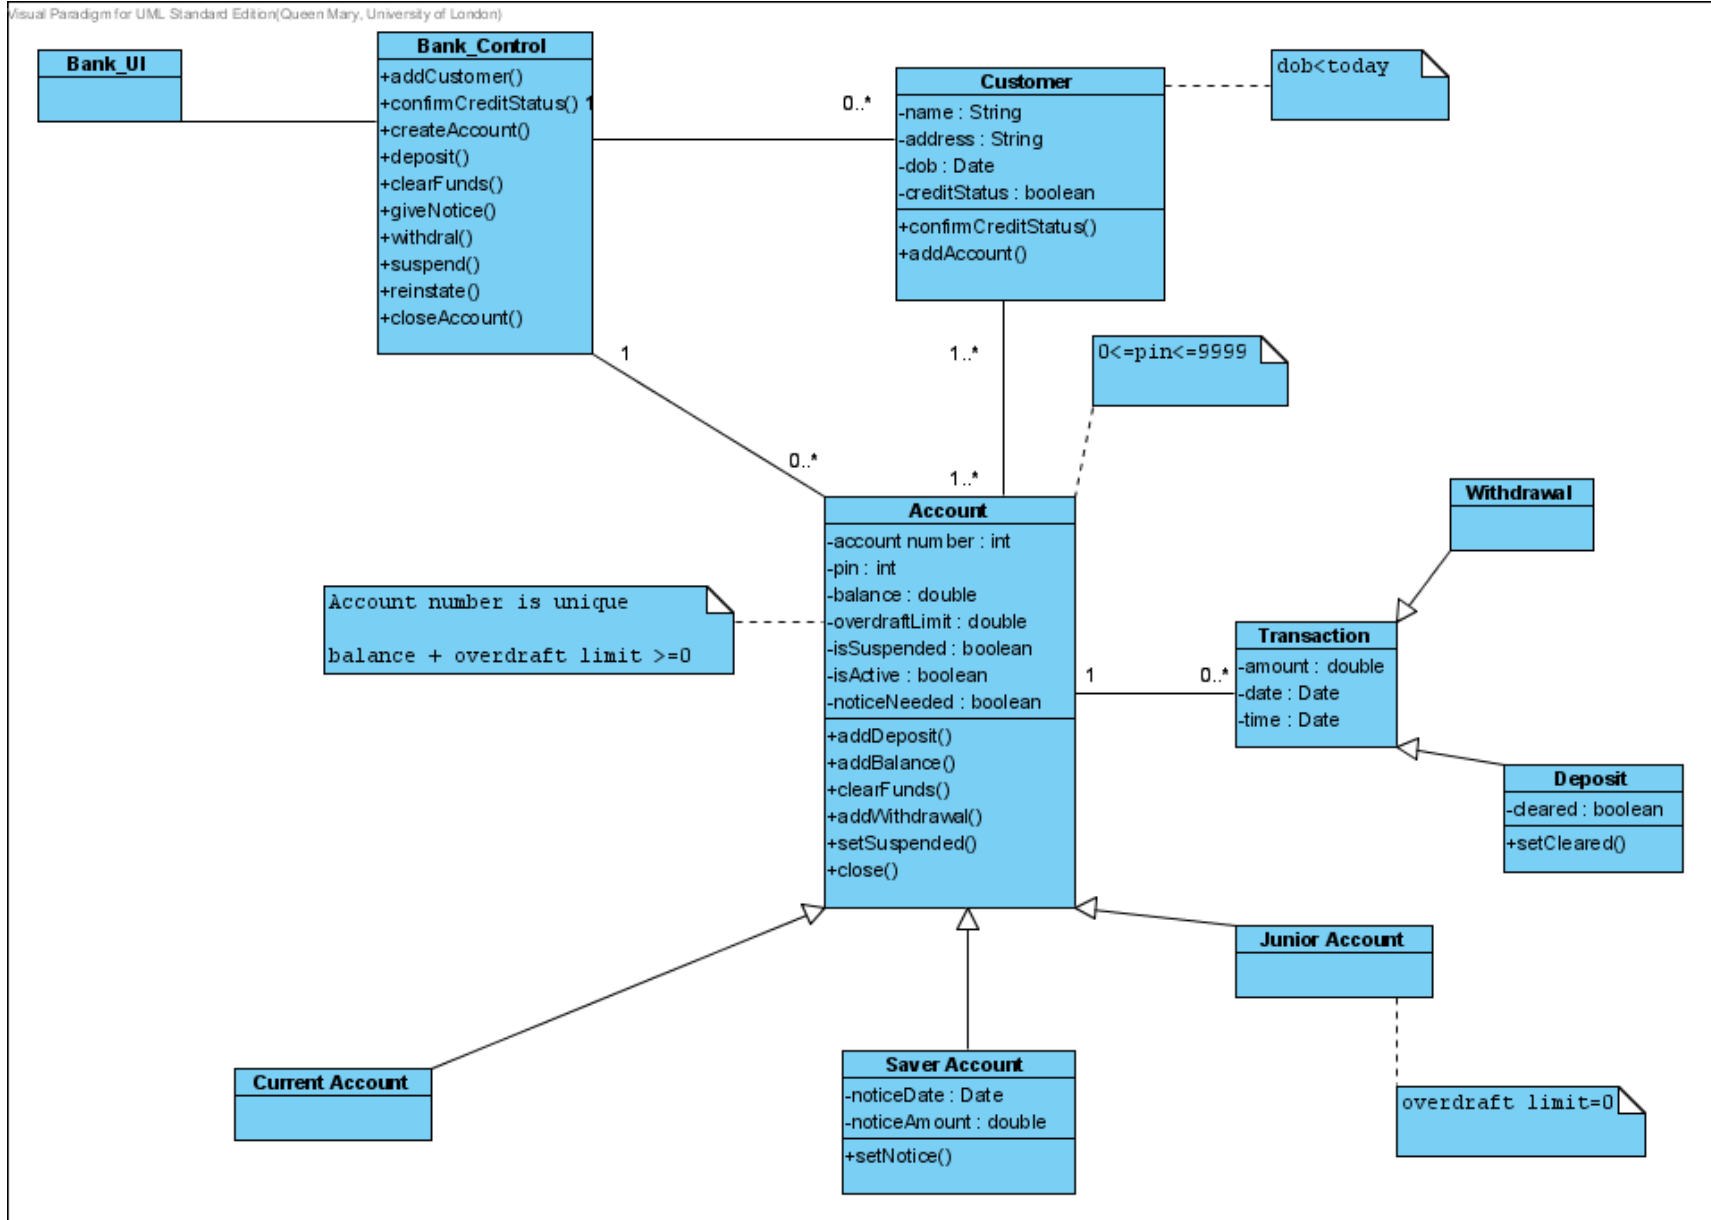 Visual Paradigm for UML Standard Edition(Queen Mary, University of London)
Bank_UI
Bank_Control
+addCustomer()
+confirmCreditStatus()
+createAccount()
+deposit()
+clearFunds()
+giveNotice()
+withdral()
+suspend()
+reinstate()
+closeAccount()
1
0..*
Customer
-name : String
-address : String
-dob : Date
-creditStatus : boolean
+confirmCreditStatus()
+addAccount()
dob<today
1
0..*
1..*
1..*
0<=pin<=9999
Account
-account number : int
-pin : int
-balance : double
-overdraftLimit : double
-isSuspended : boolean
-isActive : boolean
-noticeNeeded : boolean
+addDeposit()
+addBalance()
+clearFunds()
+addWithdrawal()
+setSuspended()
+close()
Account number is unique
balance + overdraft limit >=0
1
0..*
Withdrawal
Transaction
-amount : double
-date : Date
-time : Date
Deposit
-cleared : boolean
+setCleared()
Junior Account
overdraft limit=0
Saver Account
-noticeDate : Date
-noticeAmount : double
+setNotice()
Current Account